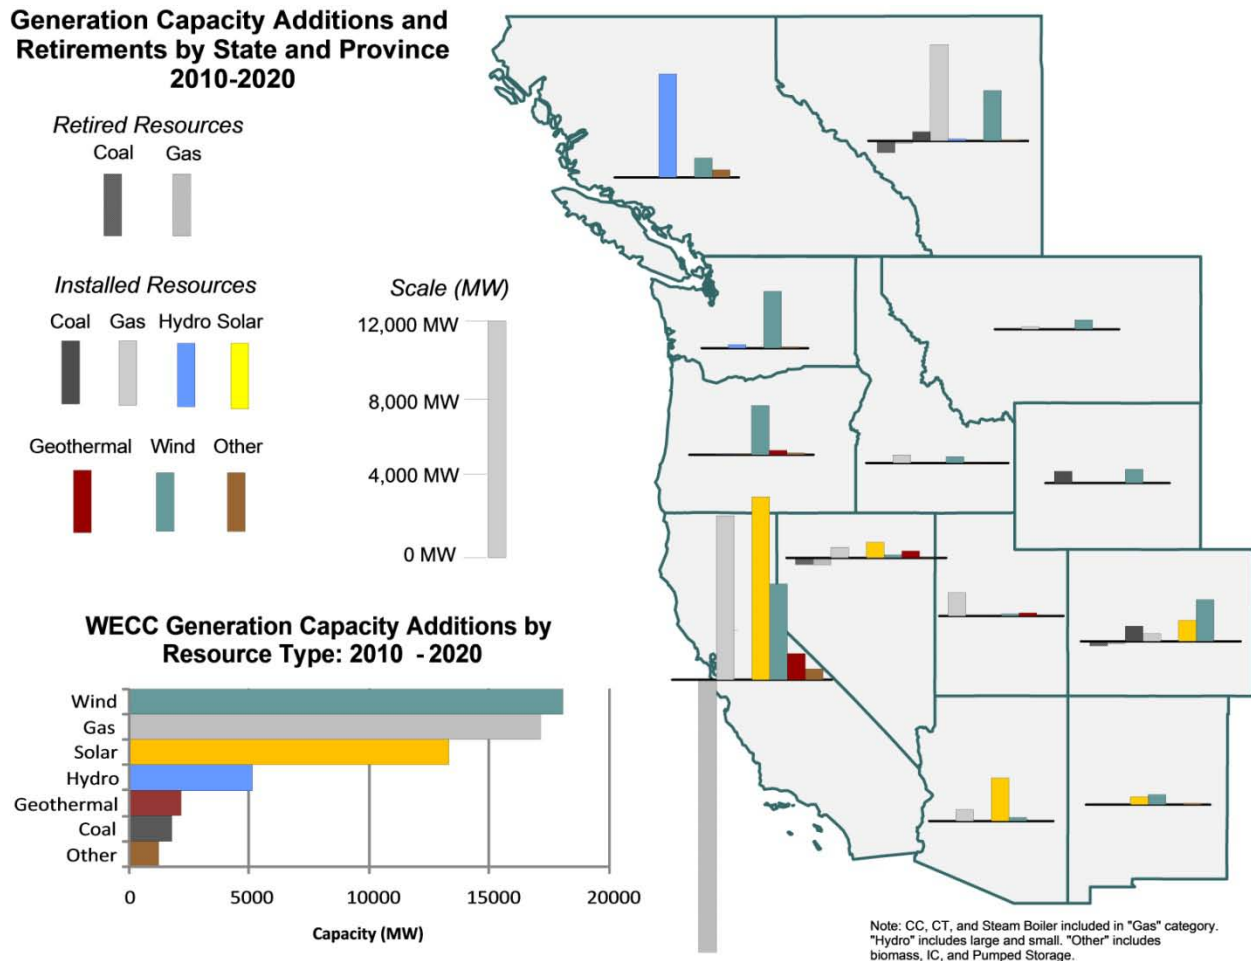 Generation Capacity Additions and
Retirements by State and Province
2010-2020
Retired Resources
Coal Gas
Installed Resources
Coal Gas Hydro Solar
Geothermal Wind Other
Scale (MW)
12,000 MW
8,000 MW
4,000 MW
0 MW
WECC Generation Capacity Additions by
Resource Type: 2010 - 2020
Wind
Gas
Solar
Hydro
Geothermal
Coal
Other
0 5000 10000 15000 20000
Capacity (MW)
Note: CC, CT, and Steam Boiler included in "Gas" category.
"Hydro" includes large and small. "Other" includes
biomass, IC, and Pumped Storage.